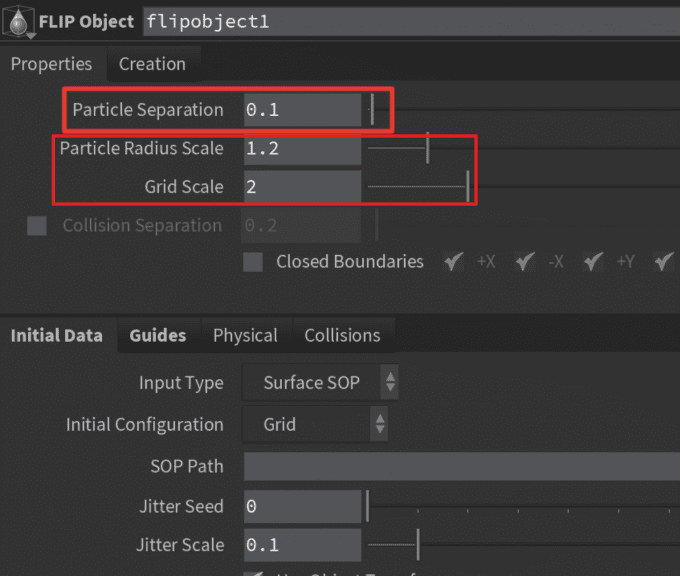 FLIP Object flipobject1
Properties Creation
Particle Separation 0.1
Particle Radius Scale 1.2
Grid Scale 2
Collision Separation 0.2
Closed Boundaries +X -X +Y
Initial Data Guides Physical Collisions
Input Type Surface SOP
Initial Configuration Grid
SOP Path
Jitter Seed 0
Jitter Scale 0.1